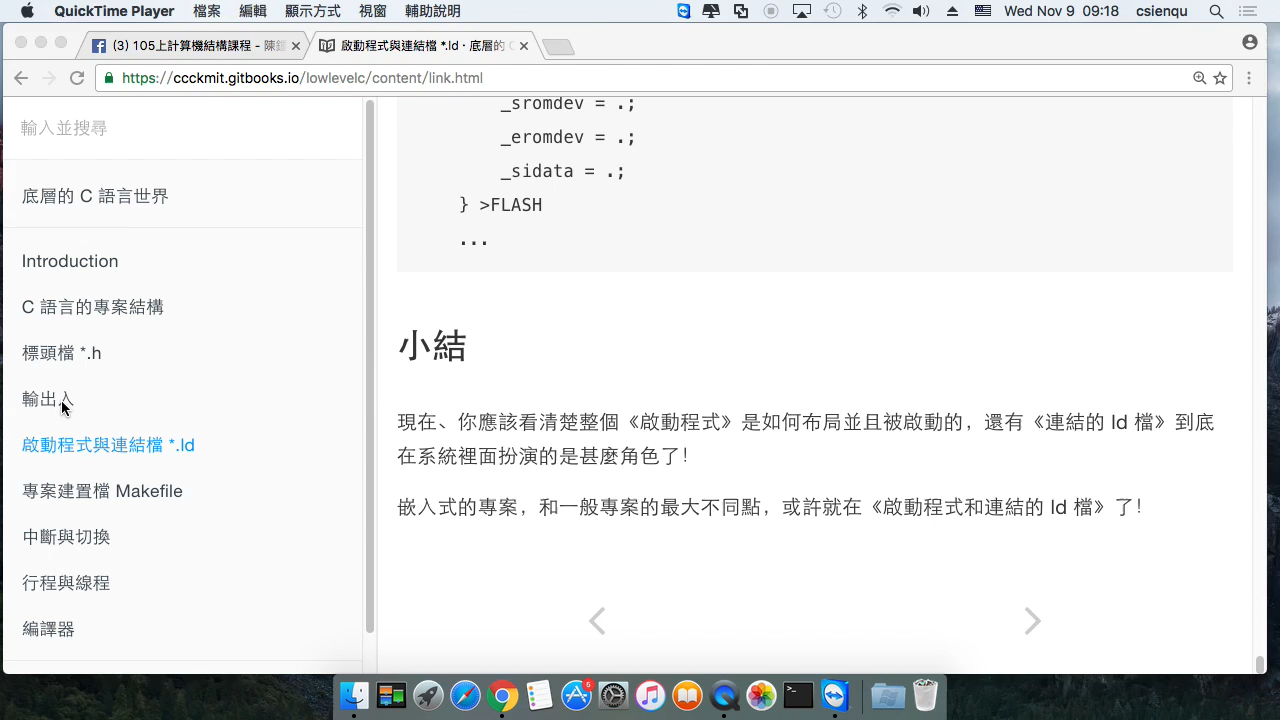 QuickTime Player 檔案 編輯 顯示方式 視窗 輔助說明 Wed Nov 9 09:18 csienqu
(3) 105上計算機結構課程 - 陳鍾 啟動程式與連結檔 *.ld · 底層的 C
https://ccckmit.gitbooks.io/lowlevelc/content/link.html
輸入並搜尋
底層的 C 語言世界
Introduction
C 語言的專案結構
標頭檔 *.h
輸出入
啟動程式與連結檔 *.ld
專案建置檔 Makefile
中斷與切換
行程與線程
編譯器
_sromdev = .;
_eromdev = .;
_sidata = .;
} >FLASH
...
小結
現在、你應該看清楚整個《啟動程式》是如何布局並且被啟動的,還有《連結的 ld 檔》到底
在系統裡面扮演的是甚麼角色了!
嵌入式的專案,和一般專案的最大不同點,或許就在《啟動程式和連結的 ld 檔》了!
6